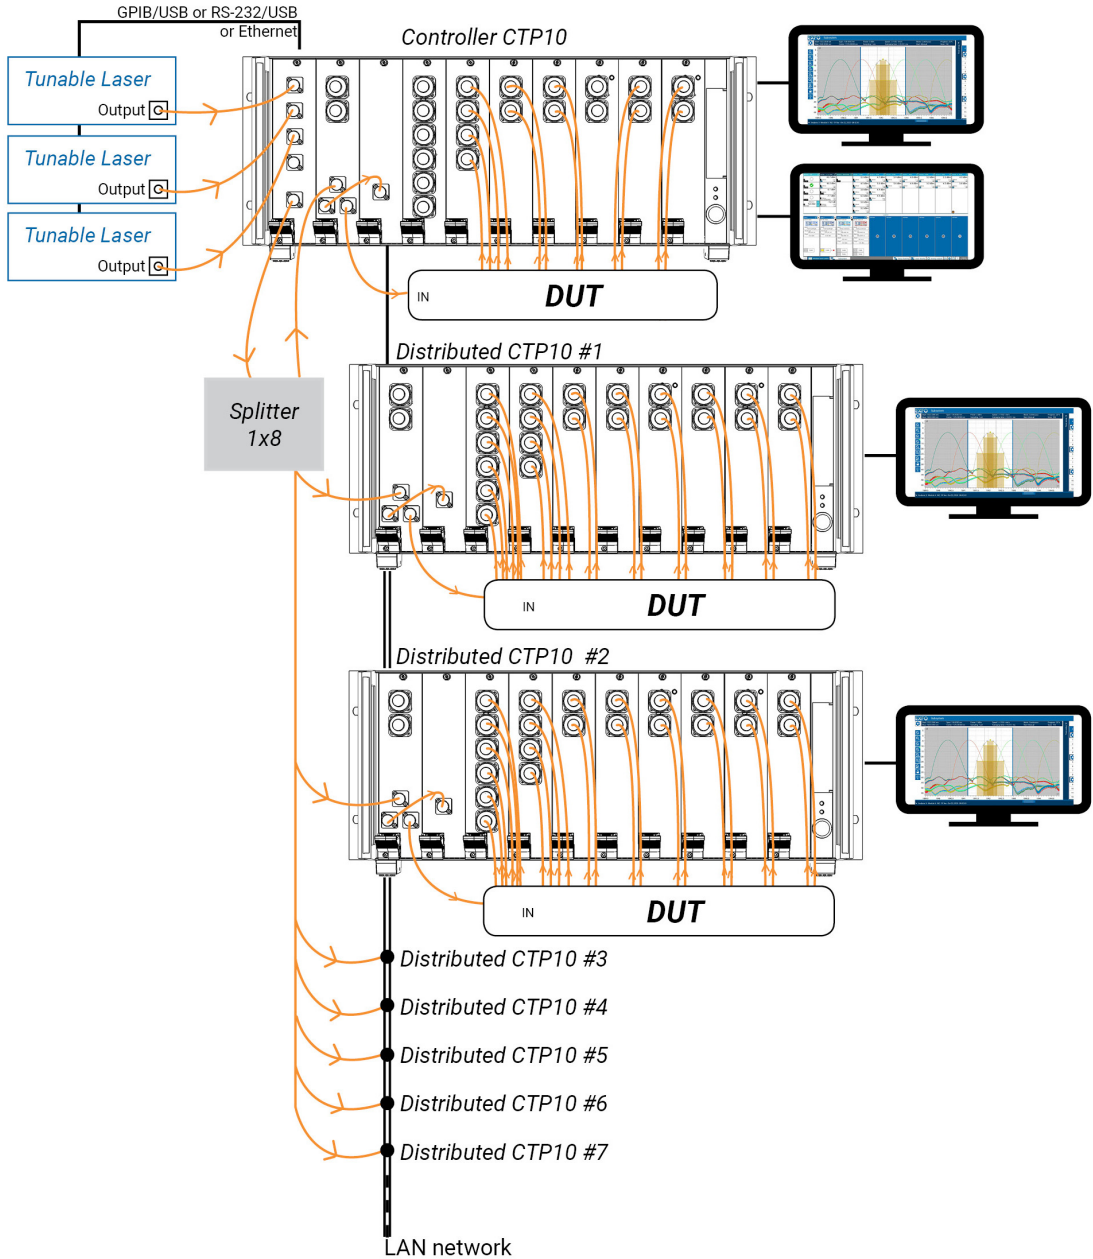 GPIB/USB or RS-232/USB
or Ethernet
Controller CTP10
Tunable Laser
Output
Tunable Laser
Output
Tunable Laser
Output
IN
DUT
Distributed CTP10 #1
Splitter
1x8
IN
DUT
Distributed CTP10 #2
IN
DUT
Distributed CTP10 #3
Distributed CTP10 #4
Distributed CTP10 #5
Distributed CTP10 #6
Distributed CTP10 #7
LAN network